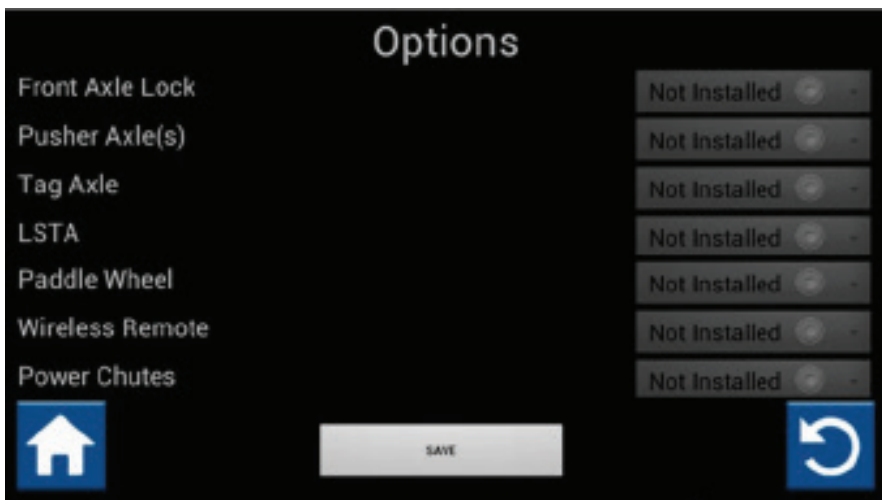 Options
Front Axle Lock Not Installed
Pusher Axle(s) Not Installed
Tag Axle Not Installed
LSTA Not Installed
Paddle Wheel Not Installed
Wireless Remote Not Installed
Power Chutes Not Installed
SAVE